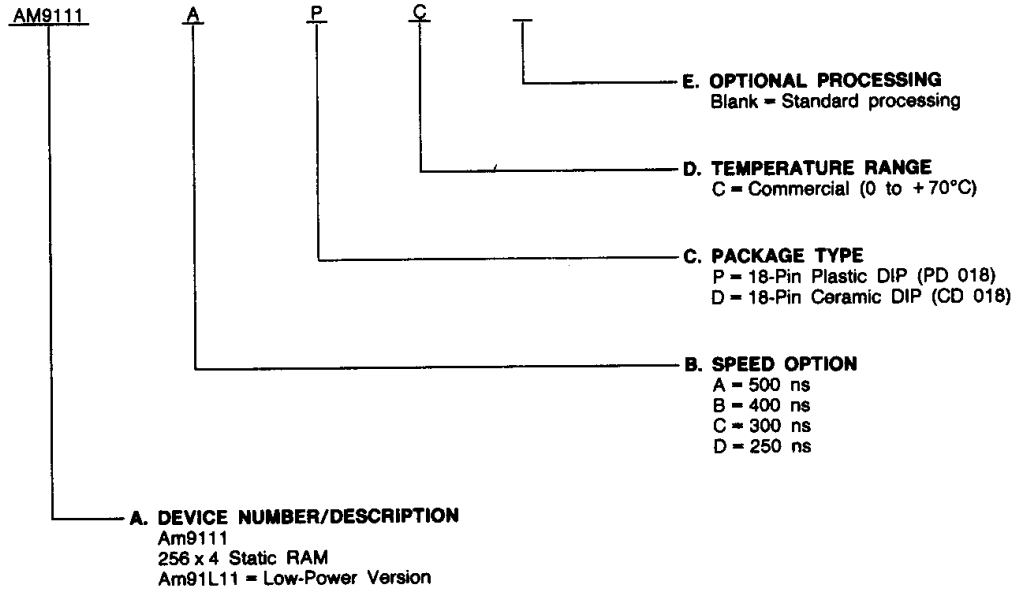 AM9111 A P C _
E. OPTIONAL PROCESSING
Blank = Standard processing
D. TEMPERATURE RANGE
C = Commercial (0 to +70°C)
C. PACKAGE TYPE
P = 18-Pin Plastic DIP (PD 018)
D = 18-Pin Ceramic DIP (CD 018)
B. SPEED OPTION
A = 500 ns
B = 400 ns
C = 300 ns
D = 250 ns
A. DEVICE NUMBER/DESCRIPTION
Am9111
256 x 4 Static RAM
Am91L11 = Low-Power Version